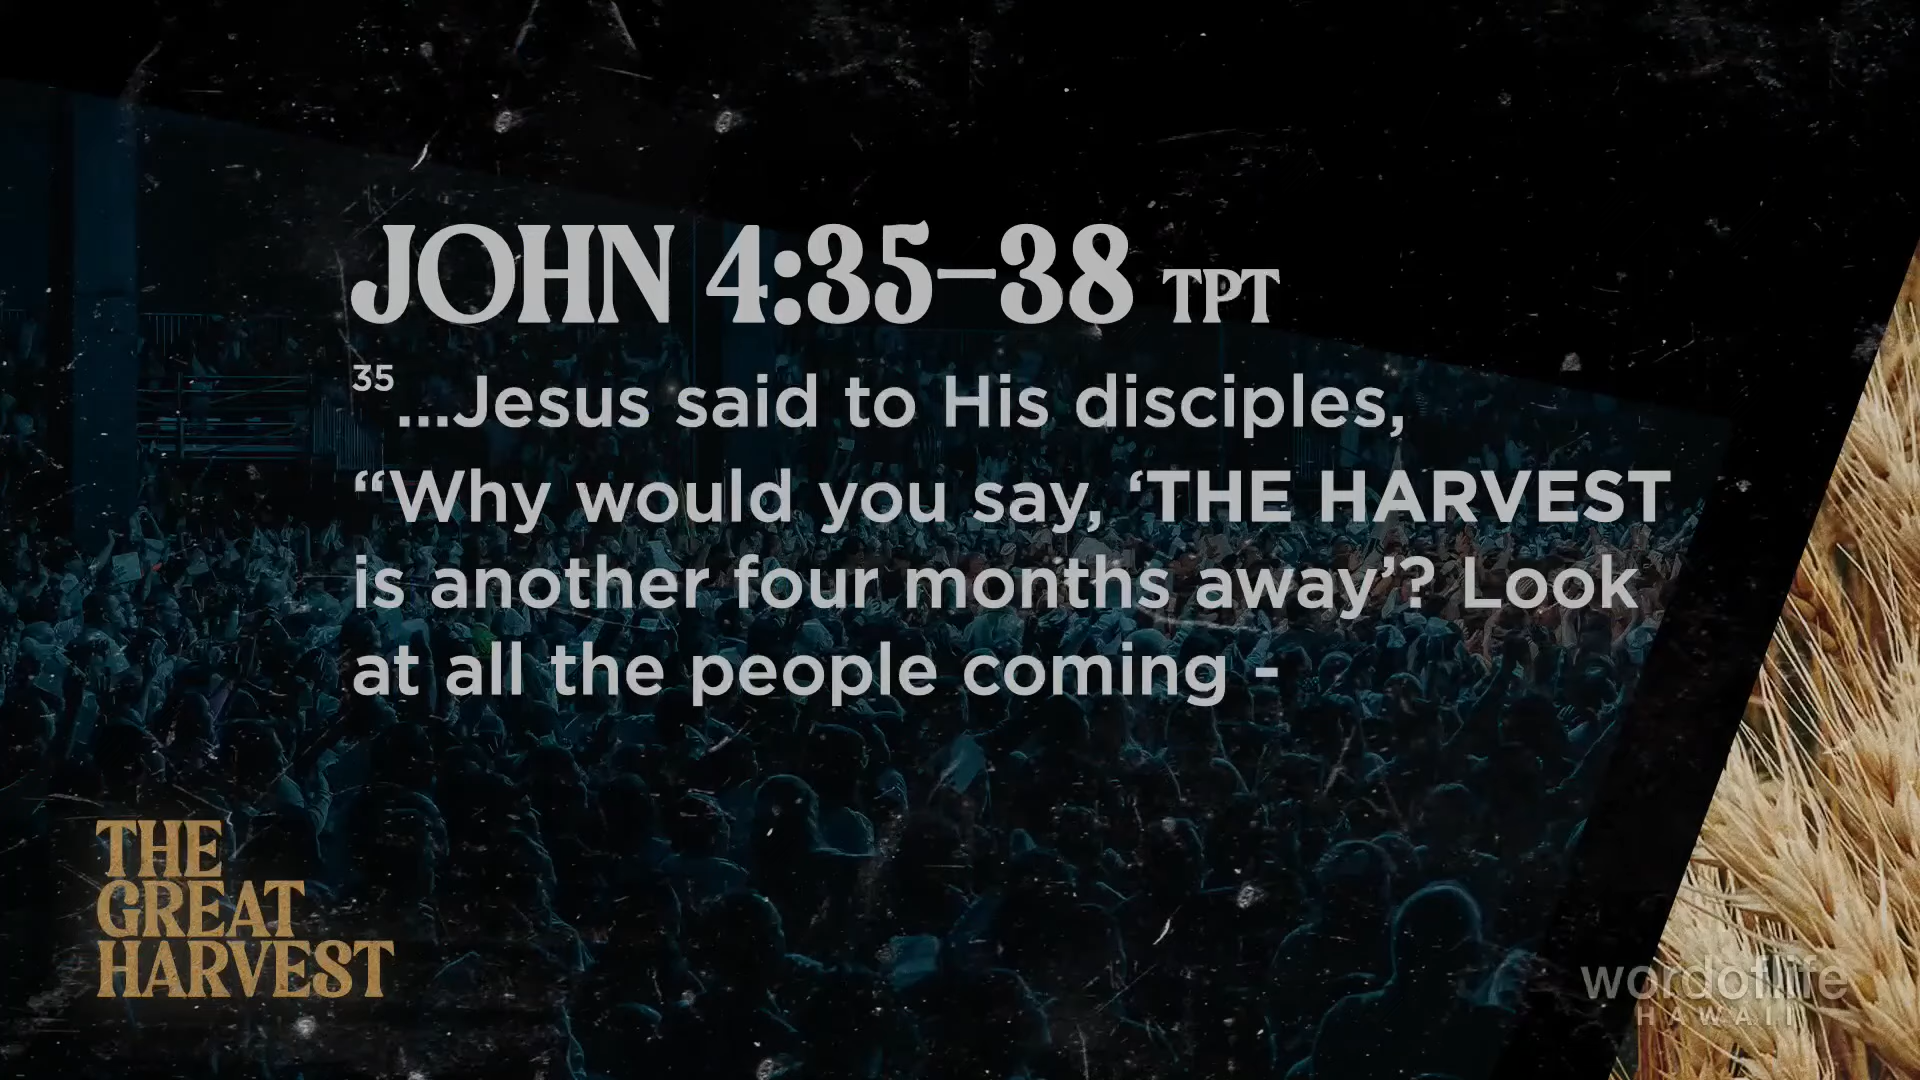 JOHN 4:35–38 TPT
35...Jesus said to His disciples,
“Why would you say, ‘THE HARVEST
is another four months away’? Look
at all the people coming -
THE
GREAT
HARVEST
wordoflife
HAWAII